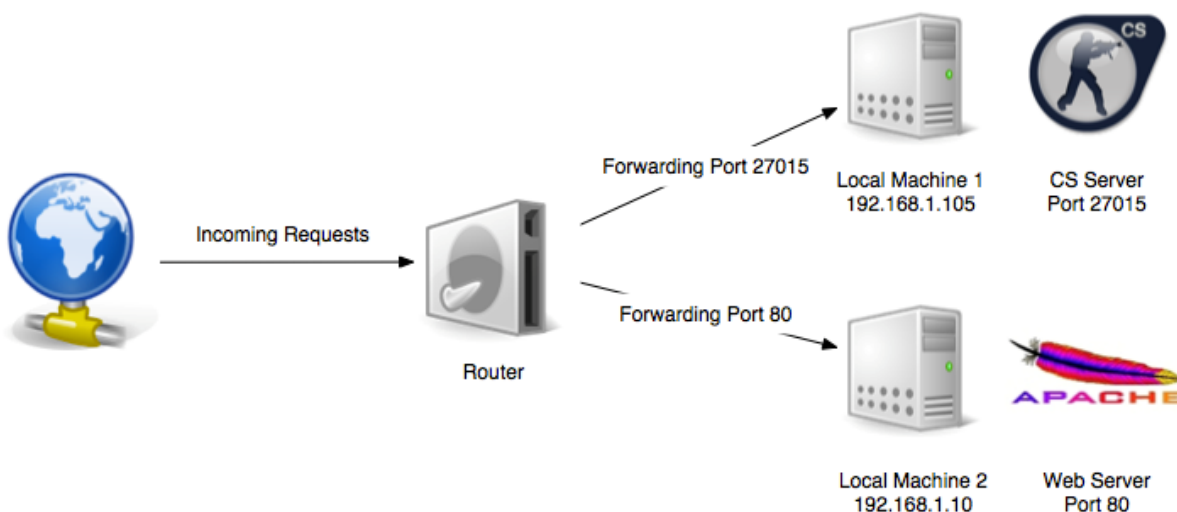 CS
Forwarding Port 27015
Local Machine 1
192.168.1.105
CS Server
Port 27015
Incoming Requests
Router
Forwarding Port 80
APACHE
Local Machine 2
192.168.1.10
Web Server
Port 80